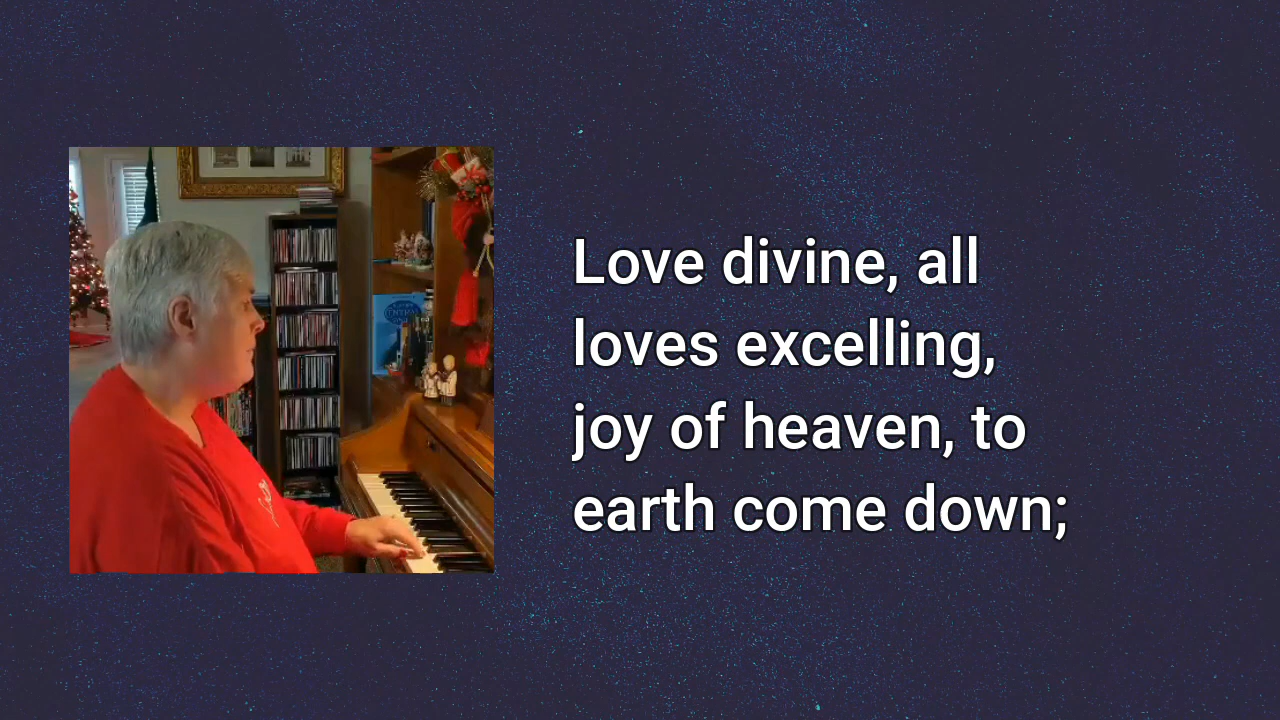 Love divine, all
loves excelling,
joy of heaven, to
earth come down;